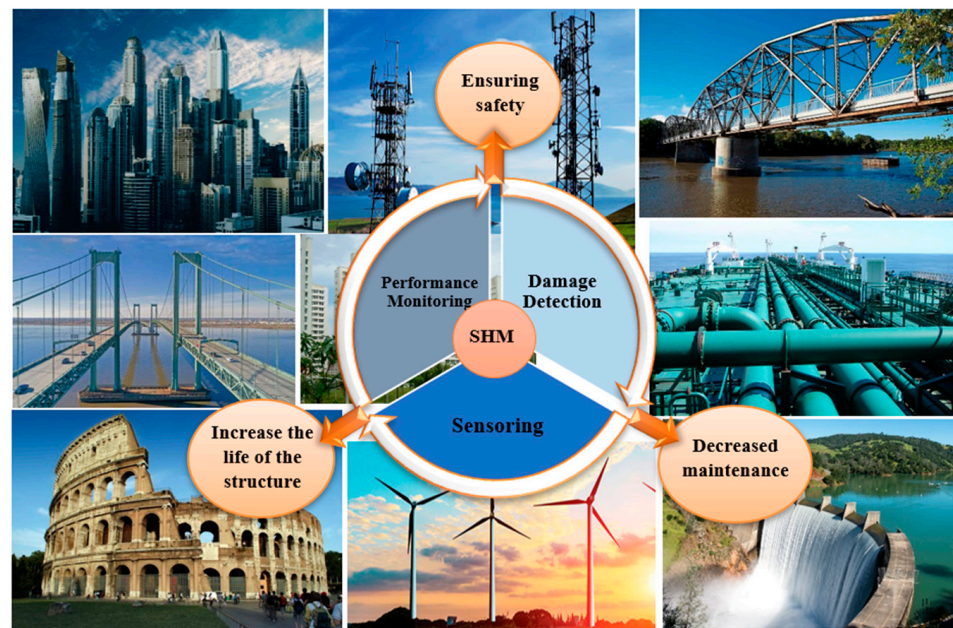 Ensuring
safety
Performance
Monitoring
Damage
Detection
SHM
Sensoring
Increase the
life of the
structure
Decreased
maintenance